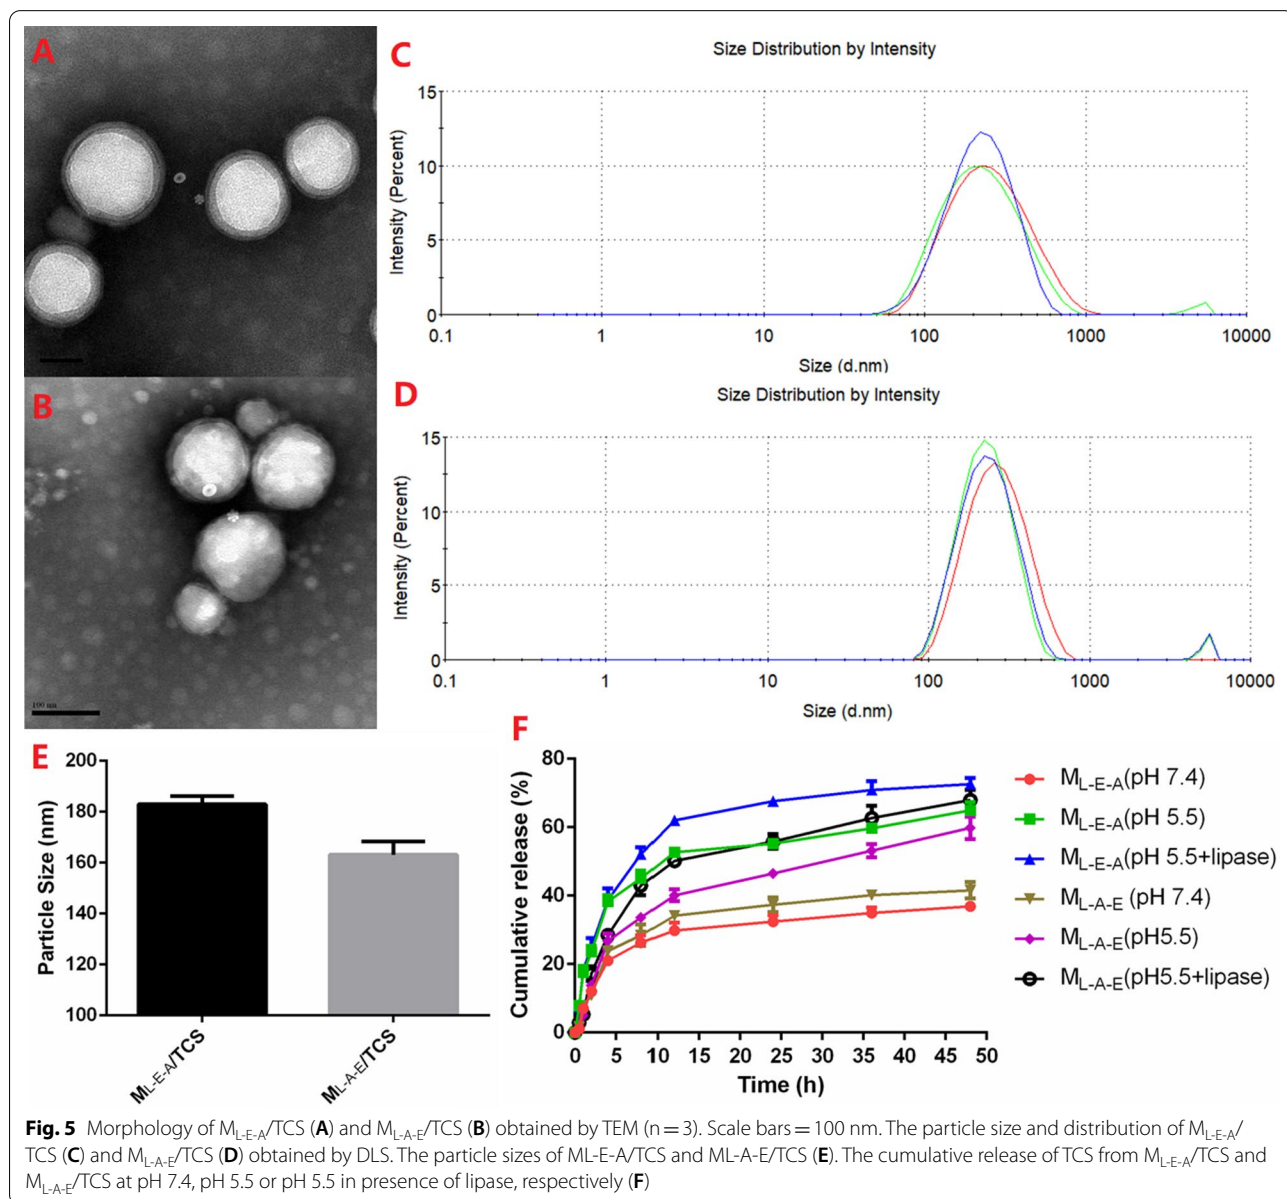 A
B
100 nm
C
Size Distribution by Intensity
Intensity (Percent)
15
10
5
0
0.1 1 10 100 1000 10000
Size (d.nm)
D
Size Distribution by Intensity
Intensity (Percent)
15
10
5
0
0.1 1 10 100 1000 10000
Size (d.nm)
E
Particle Size (nm)
200
180
160
140
120
100
ML-E-A/TCS
ML-A-E/TCS
F
Cumulative release (%)
80
60
40
20
0
0 5 10 15 20 25 30 35 40 45 50
Time (h)
ML-E-A(pH 7.4)
ML-E-A(pH 5.5)
ML-E-A(pH 5.5+lipase)
ML-A-E (pH 7.4)
ML-A-E(pH5.5)
ML-A-E(pH5.5+lipase)
Fig. 5 Morphology of ML-E-A/TCS (A) and ML-A-E/TCS (B) obtained by TEM (n = 3). Scale bars = 100 nm. The particle size and distribution of ML-E-A/
TCS (C) and ML-A-E/TCS (D) obtained by DLS. The particle sizes of ML-E-A/TCS and ML-A-E/TCS (E). The cumulative release of TCS from ML-E-A/TCS and
ML-A-E/TCS at pH 7.4, pH 5.5 or pH 5.5 in presence of lipase, respectively (F)